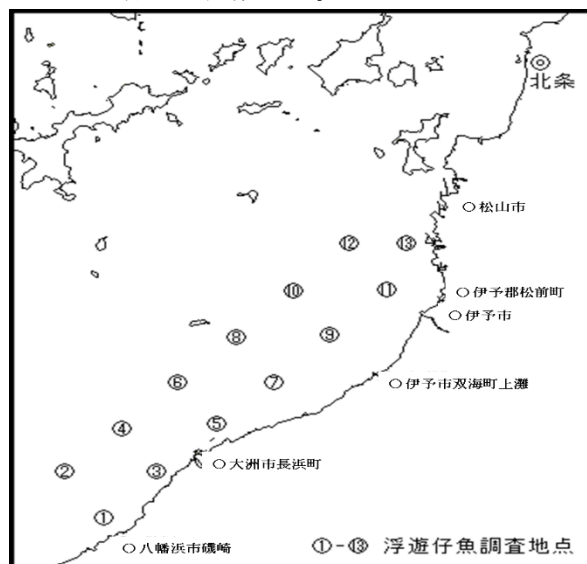 ◎
北条
○松山市
⑫ ⑬
⑩ ⑪
○伊予郡松前町
○伊予市
⑧ ⑨
⑥ ⑦
○伊予市双海町上灘
④ ⑤
② ③
○大洲市長浜町
①
○八幡浜市磯崎
①-⑬ 浮遊仔魚調査地点